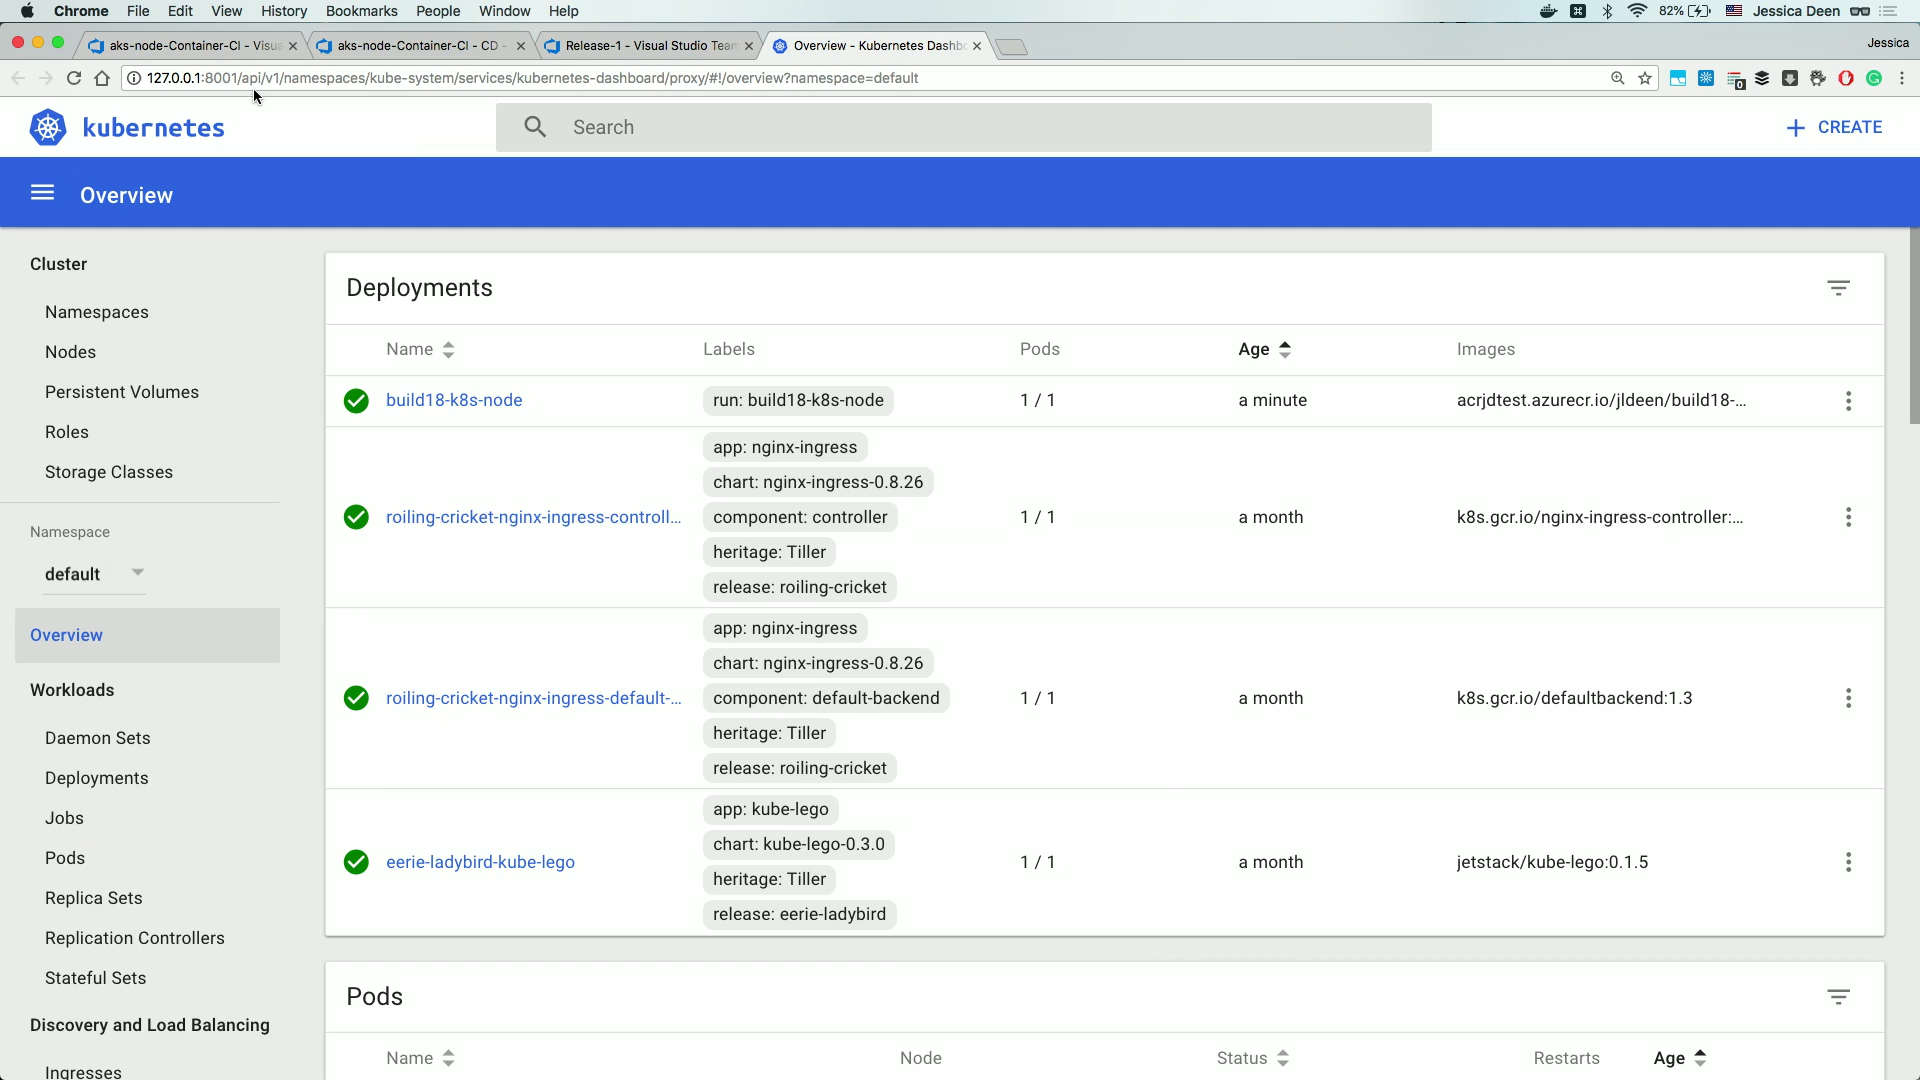 Chrome File Edit View History Bookmarks People Window Help 82% Jessica Deen
aks-node-Container-CI - Visua aks-node-Container-CI - CD - Release-1 - Visual Studio Team Overview - Kubernetes Dashbo Jessica
127.0.0.1:8001/api/v1/namespaces/kube-system/services/kubernetes-dashboard/proxy/#!/overview?namespace=default
kubernetes Search CREATE
Overview
Cluster
Namespaces
Nodes
Persistent Volumes
Roles
Storage Classes
Namespace
default
Overview
Workloads
Daemon Sets
Deployments
Jobs
Pods
Replica Sets
Replication Controllers
Stateful Sets
Discovery and Load Balancing
Ingresses
Deployments
Name Labels Pods Age Images
build18-k8s-node run: build18-k8s-node 1 / 1 a minute acrjdtest.azurecr.io/jldeen/build18-...
app: nginx-ingress
chart: nginx-ingress-0.8.26
roiling-cricket-nginx-ingress-controll... component: controller 1 / 1 a month k8s.gcr.io/nginx-ingress-controller:...
heritage: Tiller
release: roiling-cricket
app: nginx-ingress
chart: nginx-ingress-0.8.26
roiling-cricket-nginx-ingress-default-... component: default-backend 1 / 1 a month k8s.gcr.io/defaultbackend:1.3
heritage: Tiller
release: roiling-cricket
app: kube-lego
chart: kube-lego-0.3.0
eerie-ladybird-kube-lego 1 / 1 a month jetstack/kube-lego:0.1.5
heritage: Tiller
release: eerie-ladybird
Pods
Name Node Status Restarts Age